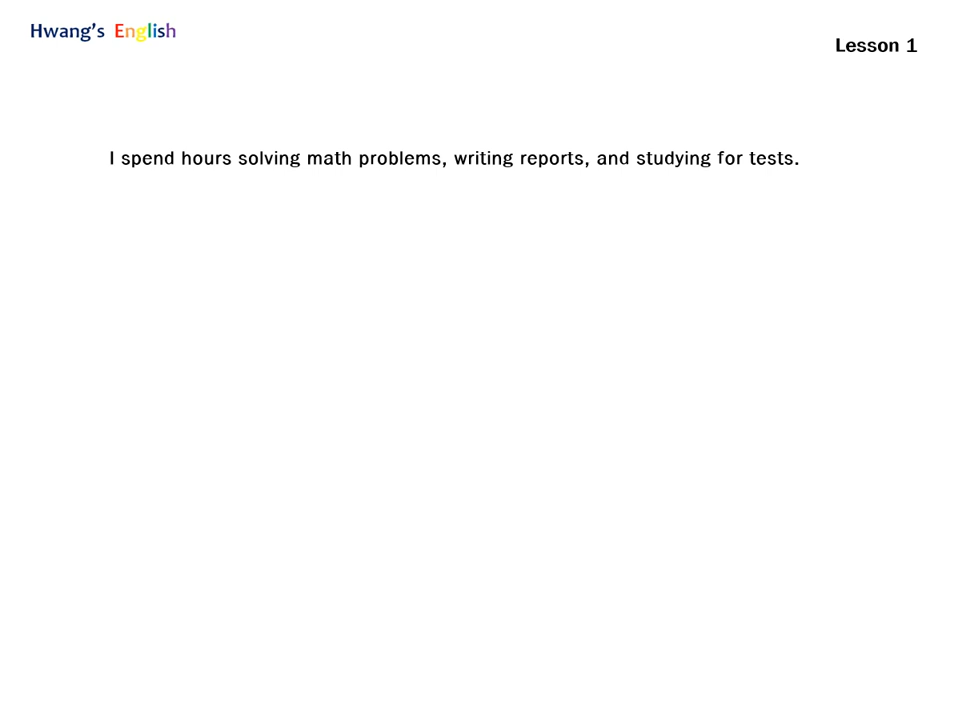 Hwang's English
Lesson 1
I spend hours solving math problems, writing reports, and studying for tests.